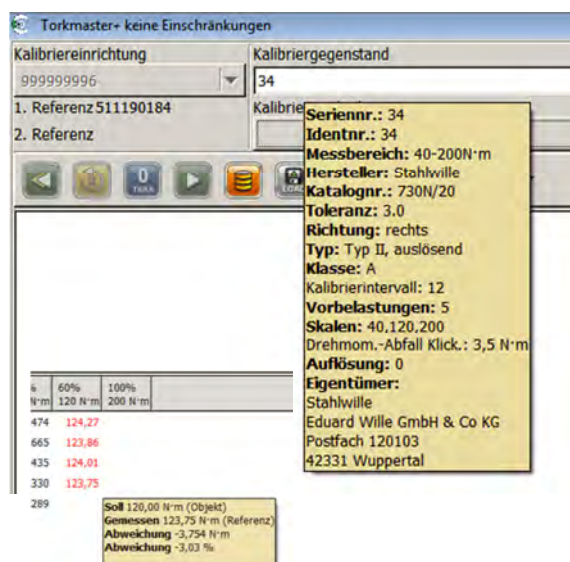 Torkmaster+ keine Einschränkungen
Kalibriereinrichtung
Kalibriergegenstand
999999996
34
1. Referenz 511190184
2. Referenz
Seriennr.: 34
Identnr.: 34
Messbereich: 40-200N·m
Hersteller: Stahlwille
Katalognr.: 730N/20
Toleranz: 3.0
Richtung: rechts
Typ: Typ II, auslösend
Klasse: A
Kalibrierintervall: 12
Vorbelastungen: 5
Skalen: 40,120,200
Drehmom.-Abfall Klick.: 3,5 N·m
Auflösung: 0
Eigentümer:
Stahlwille
Eduard Wille GmbH & Co KG
Postfach 120103
42331 Wuppertal
0
TARA
% 60% 100%
N·m 120 N·m 200 N·m
474 124,27
665 123,86
435 124,01
330 123,75
289
Soll 120,00 N·m (Objekt)
Gemessen 123,75 N·m (Referenz)
Abweichung -3,754 N·m
Abweichung -3,03 %